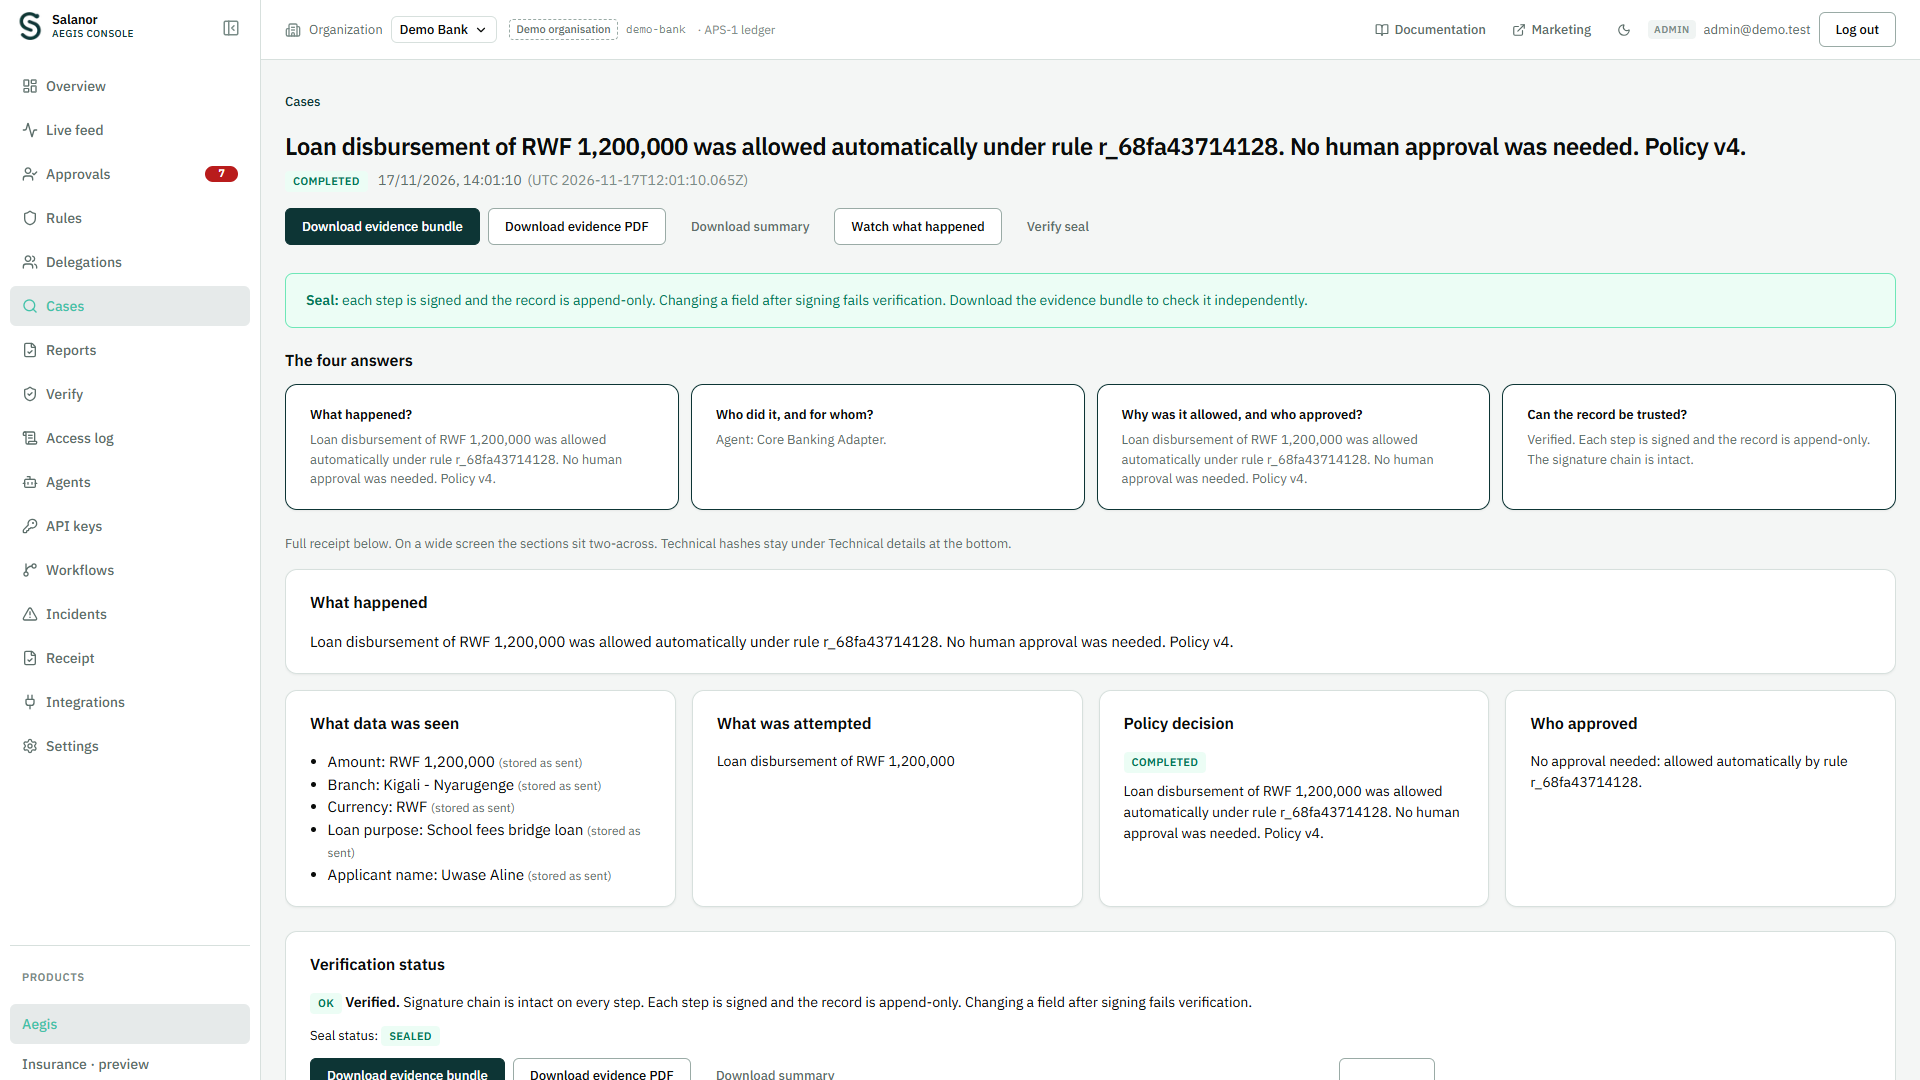 Salanor
AEGIS CONSOLE
Overview
Live feed
Approvals
7
Rules
Delegations
Cases
Reports
Verify
Access log
Agents
API keys
Workflows
Incidents
Receipt
Integrations
Settings
PRODUCTS
Aegis
Insurance · preview
Organization
Demo Bank
Demo organisation
demo-bank
· APS-1 ledger
Documentation
Marketing
ADMIN
admin@demo.test
Log out
Cases
Loan disbursement of RWF 1,200,000 was allowed automatically under rule r_68fa43714128. No human approval was needed. Policy v4.
COMPLETED 17/11/2026, 14:01:10 (UTC 2026-11-17T12:01:10.065Z)
Download evidence bundle
Download evidence PDF
Download summary
Watch what happened
Verify seal
Seal: each step is signed and the record is append-only. Changing a field after signing fails verification. Download the evidence bundle to check it independently.
The four answers
What happened?
Loan disbursement of RWF 1,200,000 was allowed
automatically under rule r_68fa43714128. No human
approval was needed. Policy v4.
Who did it, and for whom?
Agent: Core Banking Adapter.
Why was it allowed, and who approved?
Loan disbursement of RWF 1,200,000 was allowed
automatically under rule r_68fa43714128. No human
approval was needed. Policy v4.
Can the record be trusted?
Verified. Each step is signed and the record is append-only.
The signature chain is intact.
Full receipt below. On a wide screen the sections sit two-across. Technical hashes stay under Technical details at the bottom.
What happened
Loan disbursement of RWF 1,200,000 was allowed automatically under rule r_68fa43714128. No human approval was needed. Policy v4.
What data was seen
• Amount: RWF 1,200,000 (stored as sent)
• Branch: Kigali - Nyarugenge (stored as sent)
• Currency: RWF (stored as sent)
• Loan purpose: School fees bridge loan (stored as
sent)
• Applicant name: Uwase Aline (stored as sent)
What was attempted
Loan disbursement of RWF 1,200,000
Policy decision
COMPLETED
Loan disbursement of RWF 1,200,000 was allowed
automatically under rule r_68fa43714128. No human
approval was needed. Policy v4.
Who approved
No approval needed: allowed automatically by rule
r_68fa43714128.
Verification status
OK Verified. Signature chain is intact on every step. Each step is signed and the record is append-only. Changing a field after signing fails verification.
Seal status: SEALED
Download evidence bundle
Download evidence PDF
Download summary